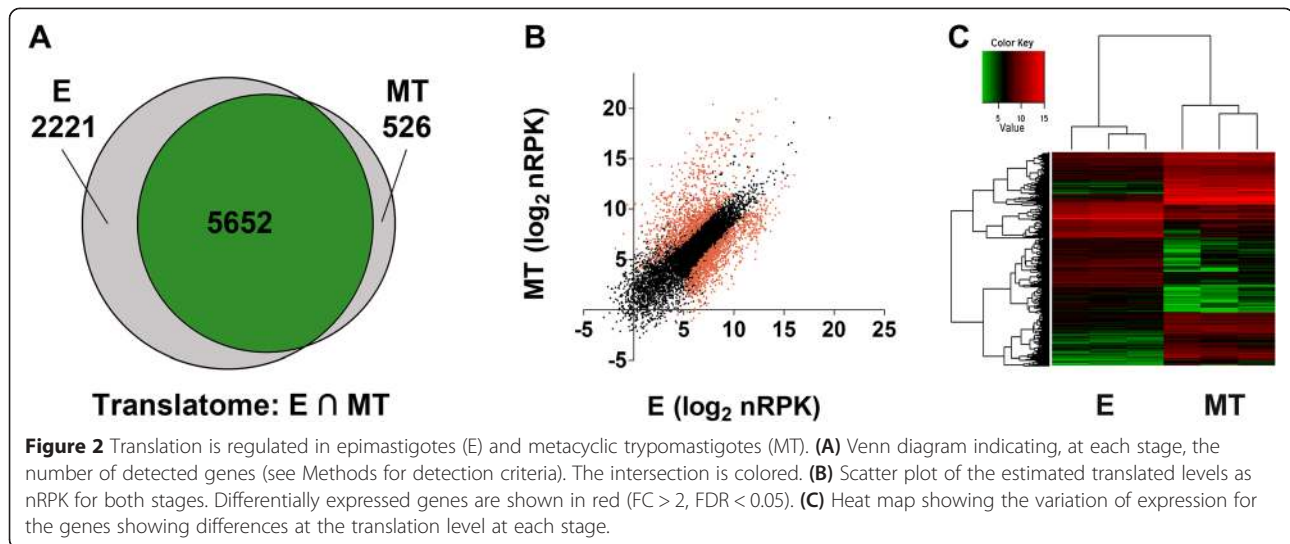 A
E
2221
MT
526
5652
Translatome: E ∩ MT
B
MT (log₂ nRPK)
20
15
10
5
-5
5
10
15
20
25
-5
E (log₂ nRPK)
C
Color Key
5 10 15
Value
E MT
Figure 2 Translation is regulated in epimastigotes (E) and metacyclic trypomastigotes (MT). (A) Venn diagram indicating, at each stage, the
number of detected genes (see Methods for detection criteria). The intersection is colored. (B) Scatter plot of the estimated translated levels as
nRPK for both stages. Differentially expressed genes are shown in red (FC > 2, FDR < 0.05). (C) Heat map showing the variation of expression for
the genes showing differences at the translation level at each stage.